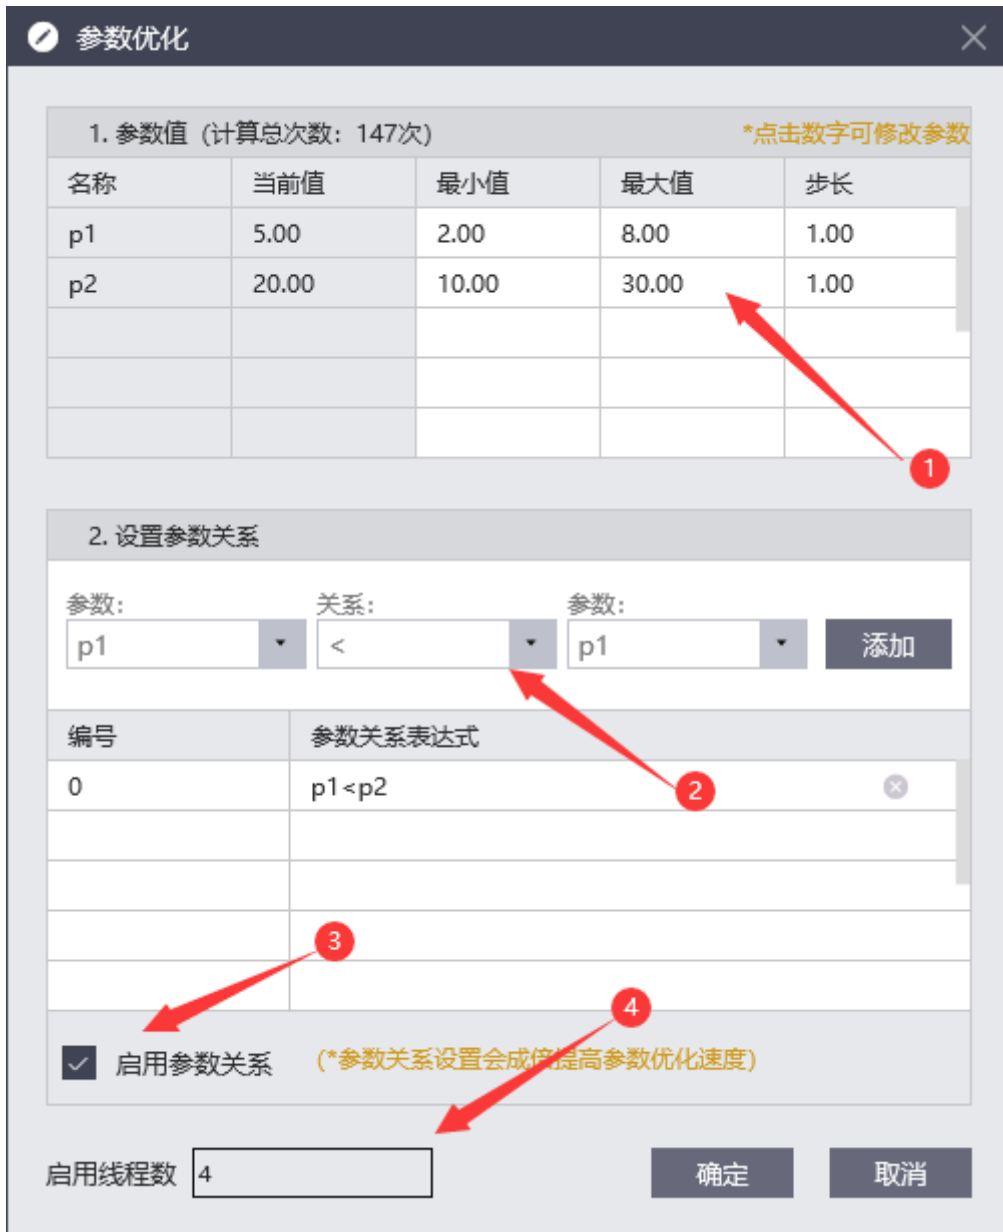 参数优化
1. 参数值 (计算总次数: 147次) *点击数字可修改参数
名称 当前值 最小值 最大值 步长
p1 5.00 2.00 8.00 1.00
p2 20.00 10.00 30.00 1.00
1
2. 设置参数关系
参数: 关系: 参数:
p1 < p1 添加
编号 参数关系表达式
0 p1<p2
2
3
4
启用参数关系 (*参数关系设置会成倍提高参数优化速度)
启用线程数 4 确定 取消